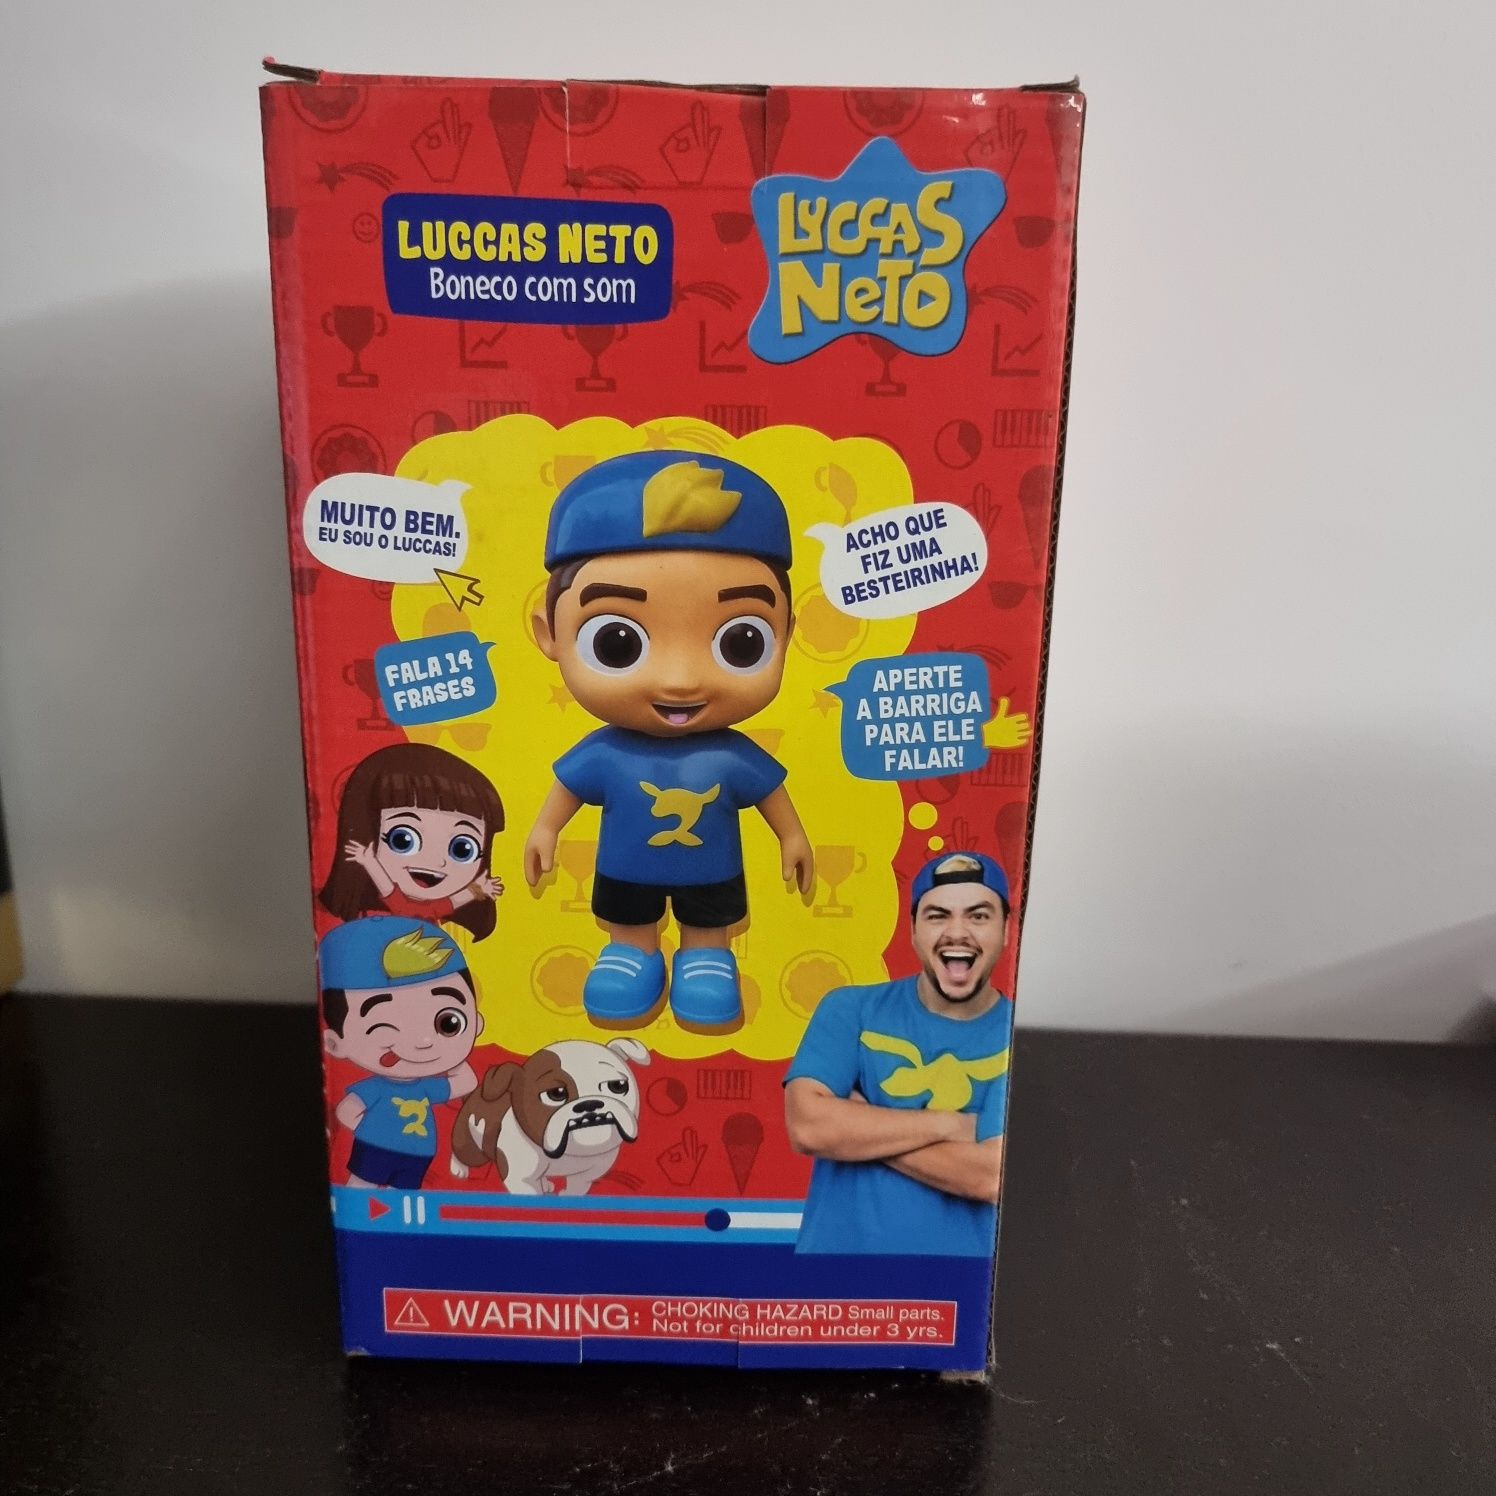 LUCCAS NETO
Boneco com som
LUCCAS
NETO
MUITO BEM.
EU SOU O LUCCAS!
ACHO QUE
FIZ UMA
BESTEIRINHA!
FALA 14
FRASES
APERTE
A BARRIGA
PARA ELE
FALAR!
WARNING: CHOKING HAZARD Small parts.
Not for children under 3 yrs.